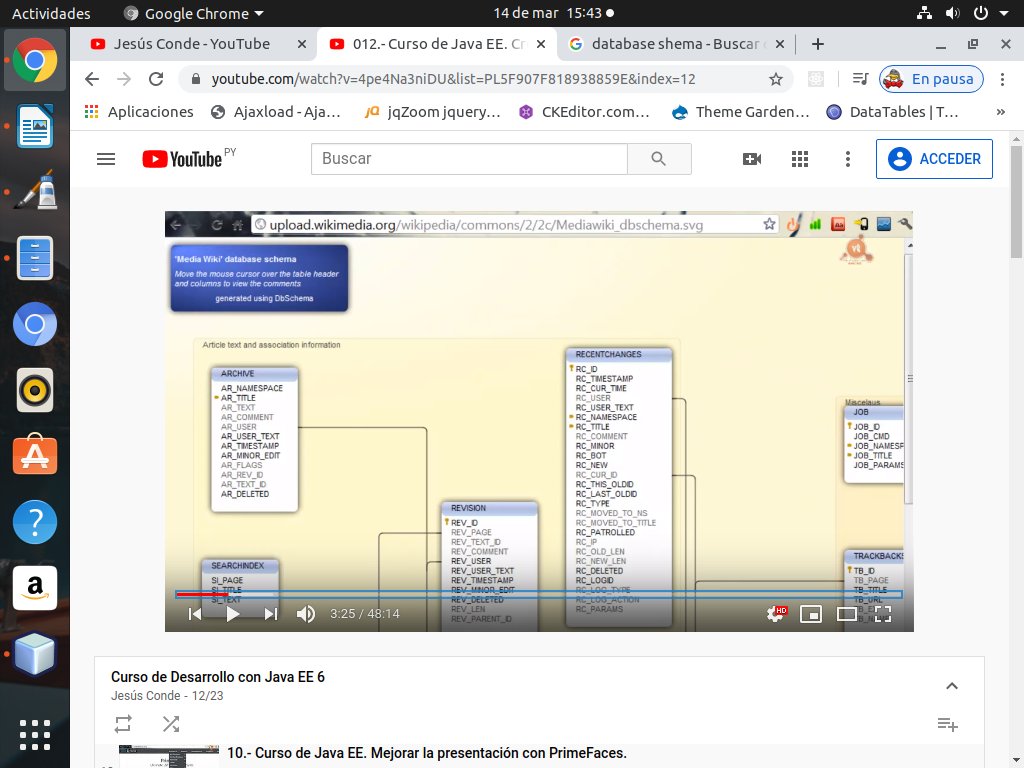 Actividades
Google Chrome
14 de mar 15:43
Jesús Conde - YouTube
012.- Curso de Java EE. Cr
database shema - Buscar c
youtube.com/watch?v=4pe4Na3niDU&list=PL5F907F818938859E&index=12
En pausa
Aplicaciones
Ajaxload - Aja…
jqZoom jquery…
CKEditor.com…
Theme Garden…
DataTables | T…
»
YouTube PY
Buscar
ACCEDER
upload.wikimedia.org/wikipedia/commons/2/2c/Mediawiki_dbschema.svg
'Media Wiki' database schema
Move the mouse cursor over the table header
and columns to view the comments
generated using DbSchema
Article text and association information
ARCHIVE
AR_NAMESPACE
AR_TITLE
AR_TEXT
AR_COMMENT
AR_USER
AR_USER_TEXT
AR_TIMESTAMP
AR_MINOR_EDIT
AR_FLAGS
AR_REV_ID
AR_TEXT_ID
AR_DELETED
SEARCHINDEX
SI_PAGE
SI_TITLE
SI_TEXT
REVISION
REV_ID
REV_PAGE
REV_TEXT_ID
REV_COMMENT
REV_USER
REV_USER_TEXT
REV_TIMESTAMP
REV_MINOR_EDIT
REV_DELETED
REV_LEN
REV_PARENT_ID
RECENTCHANGES
RC_ID
RC_TIMESTAMP
RC_CUR_TIME
RC_USER
RC_USER_TEXT
RC_NAMESPACE
RC_TITLE
RC_COMMENT
RC_MINOR
RC_BOT
RC_NEW
RC_CUR_ID
RC_THIS_OLDID
RC_LAST_OLDID
RC_TYPE
RC_MOVED_TO_NS
RC_MOVED_TO_TITLE
RC_PATROLLED
RC_IP
RC_OLD_LEN
RC_NEW_LEN
RC_DELETED
RC_LOGID
RC_LOG_TYPE
RC_LOG_ACTION
RC_PARAMS
Miscelaus
JOB
JOB_ID
JOB_CMD
JOB_NAMESP
JOB_TITLE
JOB_PARAMS
TRACKBACKS
TB_ID
TB_PAGE
TB_TITLE
TB_URL
3:25 / 48:14
HD
Curso de Desarrollo con Java EE 6
Jesús Conde - 12/23
10.- Curso de Java EE. Mejorar la presentación con PrimeFaces.